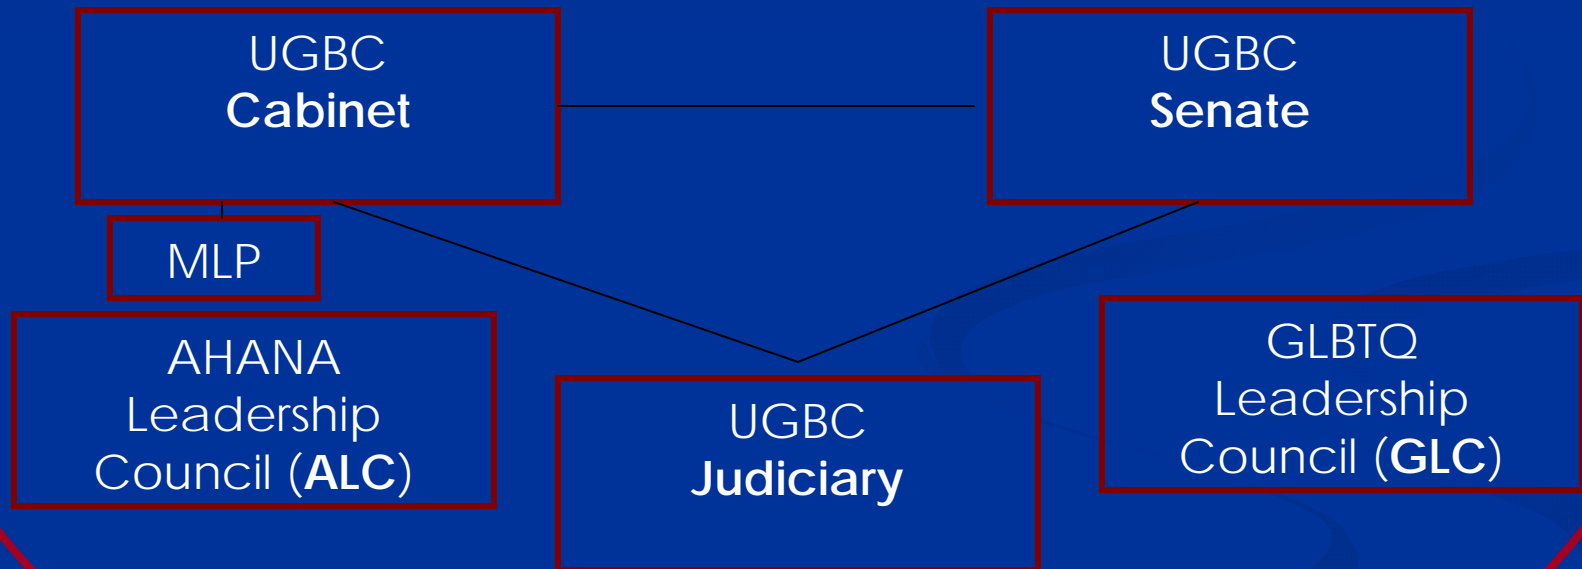 UGBC
Cabinet
UGBC
Senate
MLP
AHANA
Leadership
Council (ALC)
UGBC
Judiciary
GLBTQ
Leadership
Council (GLC)